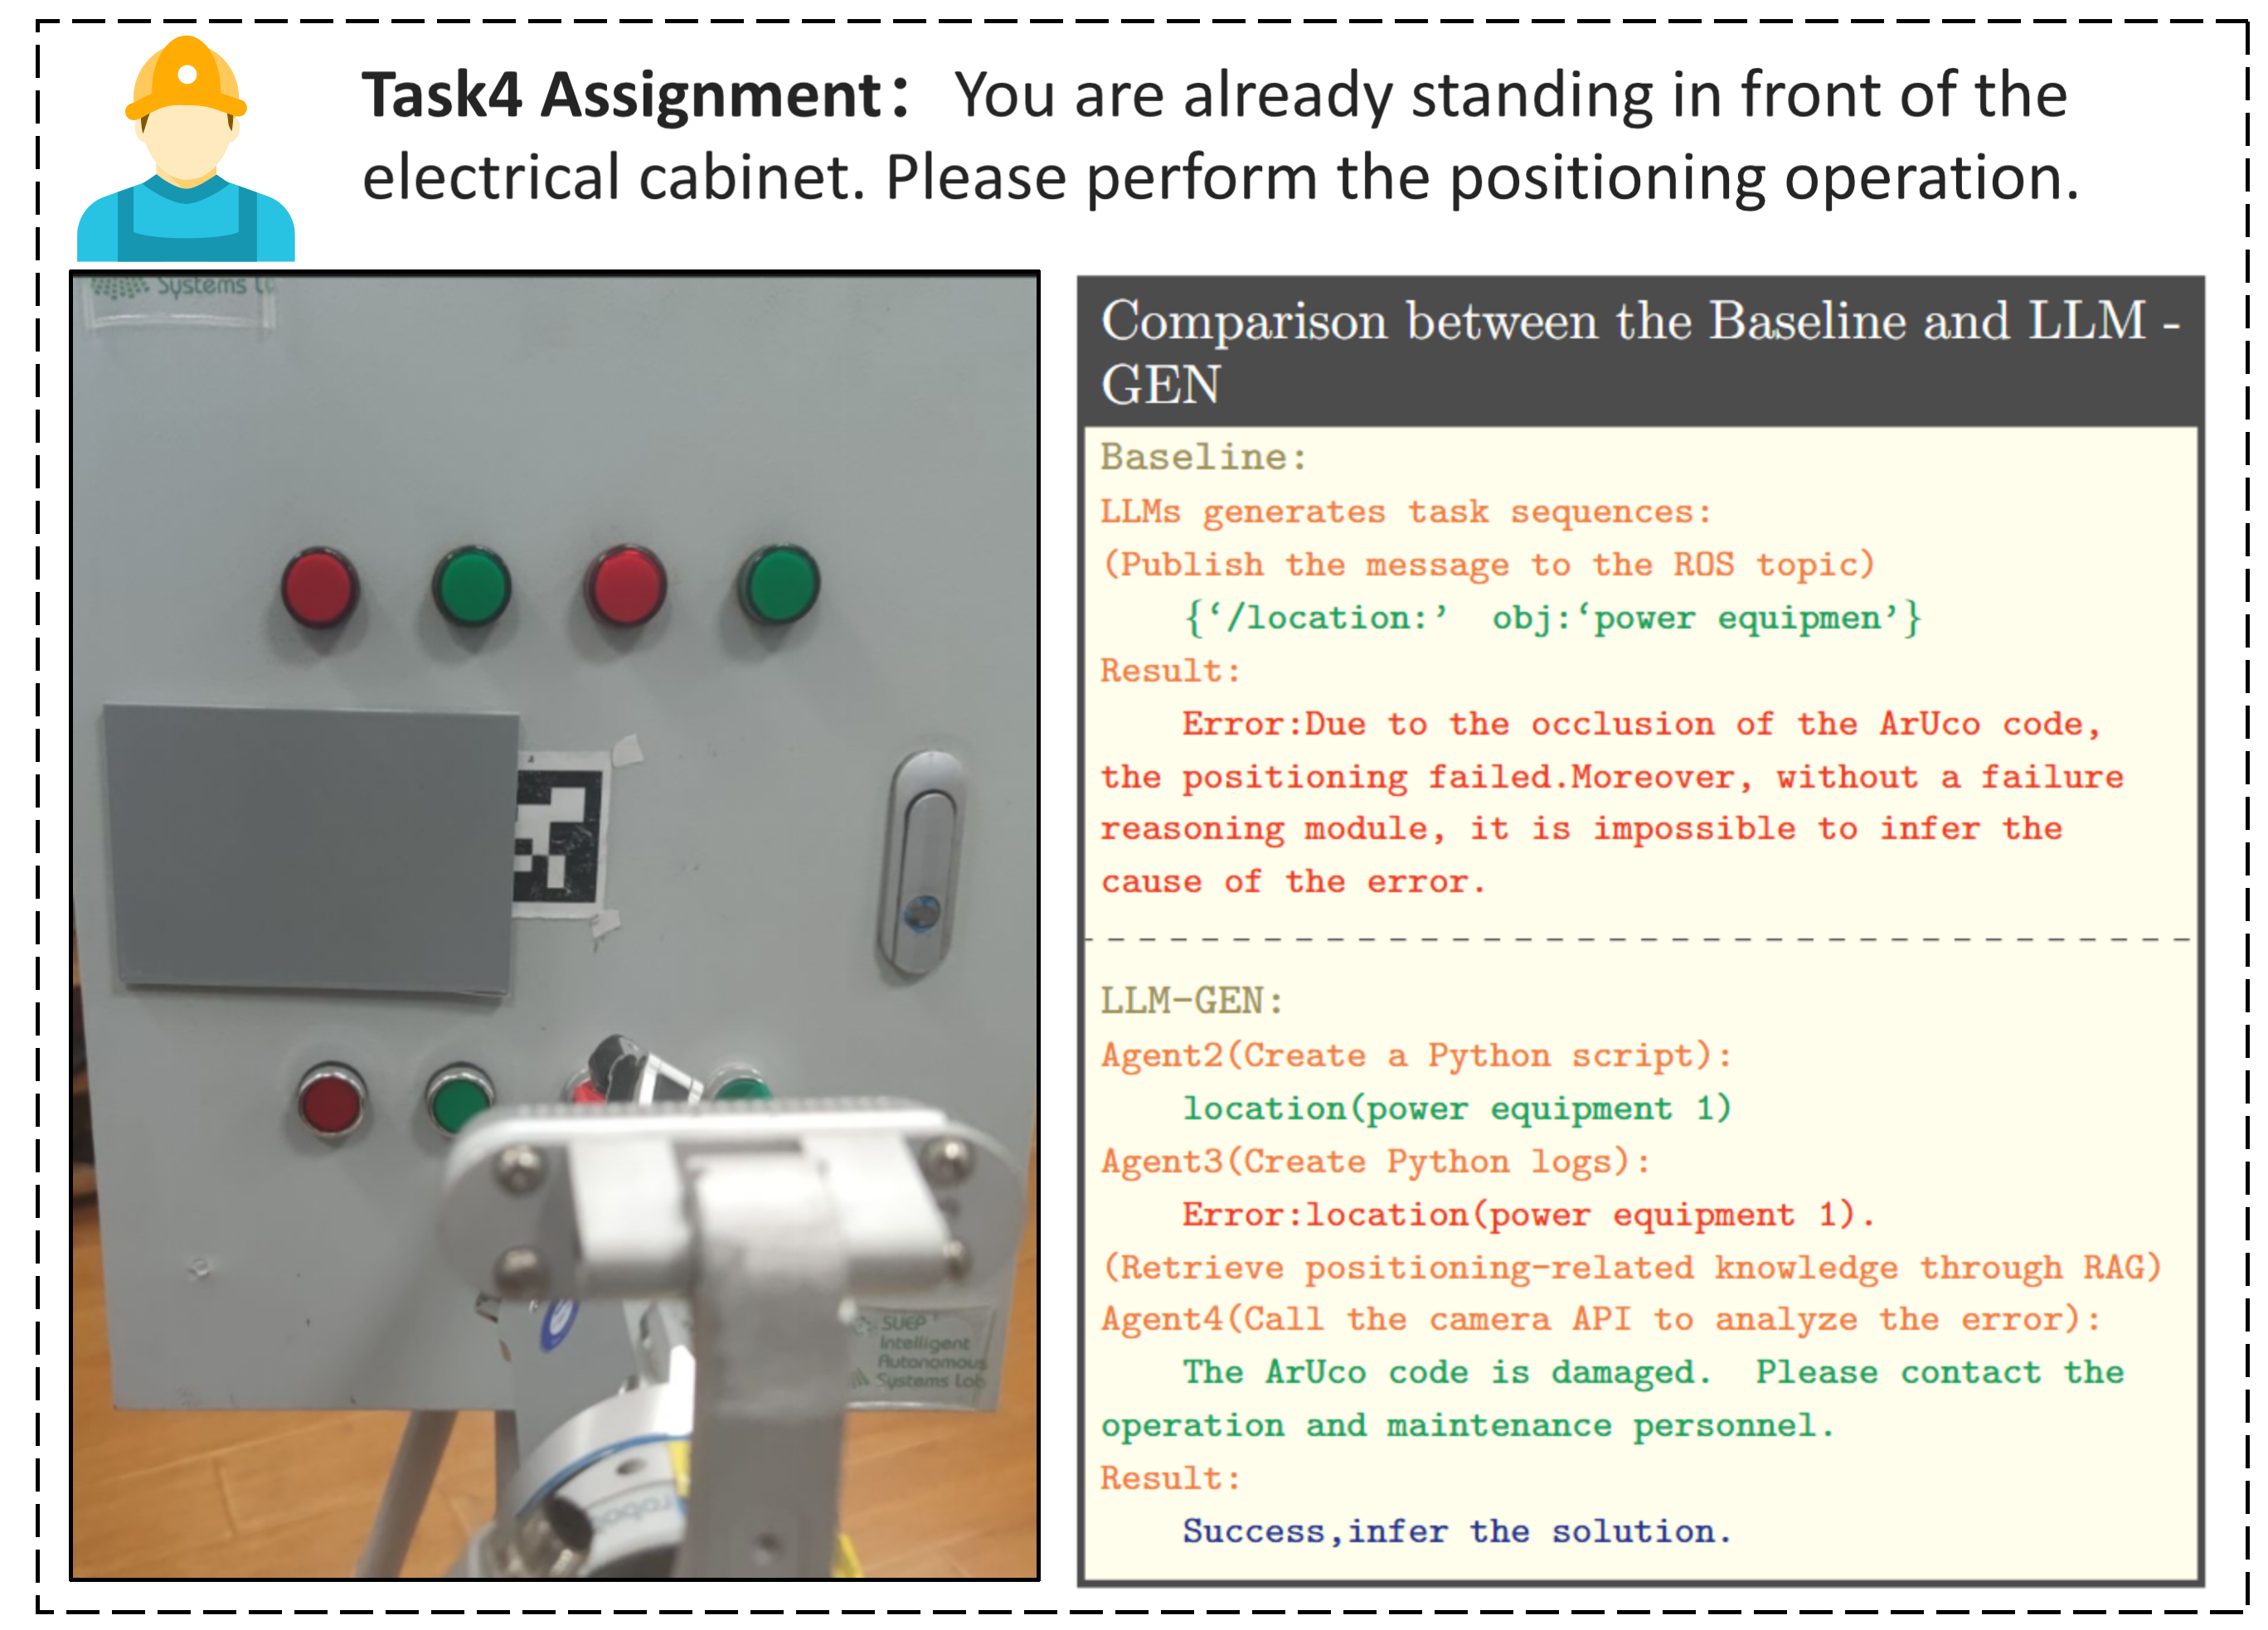 Task4 Assignment： You are already standing in front of the
electrical cabinet. Please perform the positioning operation.
Systems
Comparison between the Baseline and LLM -
GEN
Baseline:
LLMs generates task sequences:
(Publish the message to the ROS topic)
{‘/location:’ obj:‘power equipmen’}
Result:
Error:Due to the occlusion of the ArUco code,
the positioning failed.Moreover, without a failure
reasoning module, it is impossible to infer the
cause of the error.
LLM-GEN:
Agent2(Create a Python script):
location(power equipment 1)
Agent3(Create Python logs):
Error:location(power equipment 1).
(Retrieve positioning-related knowledge through RAG)
Agent4(Call the camera API to analyze the error):
The ArUco code is damaged. Please contact the
operation and maintenance personnel.
Result:
Success,infer the solution.
SUEP
Intelligent
Autonomous
Systems Lab